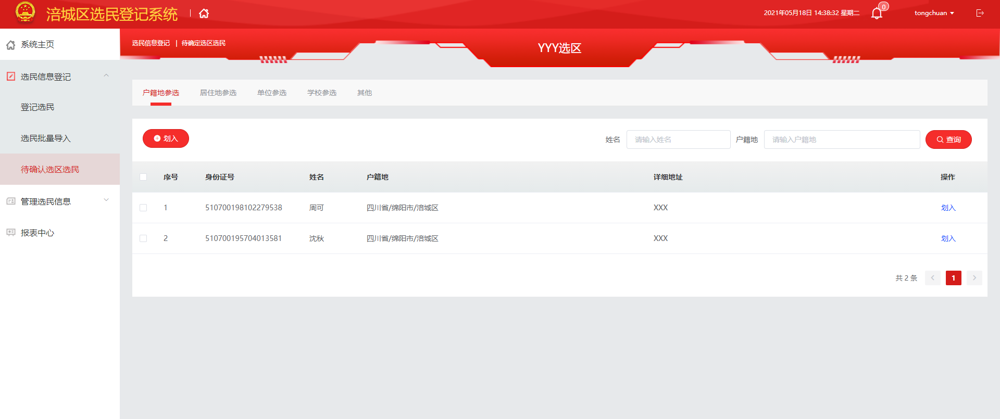 涪城区选民登记系统
2021年05月18日 14:38:32 星期二
0
tongchuan
系统主页
选民信息登记
登记选民
选民批量导入
待确认选区选民
管理选民信息
报表中心
选民信息登记 | 待确定选区选民
YYY选区
户籍地参选 居住地参选 单位参选 学校参选 其他
划入 姓名 请输入姓名 户籍地 请输入户籍地 查询
序号 身份证号 姓名 户籍地 详细地址 操作
1 510700198102279538 周可 四川省/绵阳市/涪城区 XXX 划入
2 510700195704013581 沈秋 四川省/绵阳市/涪城区 XXX 划入
共 2 条 1